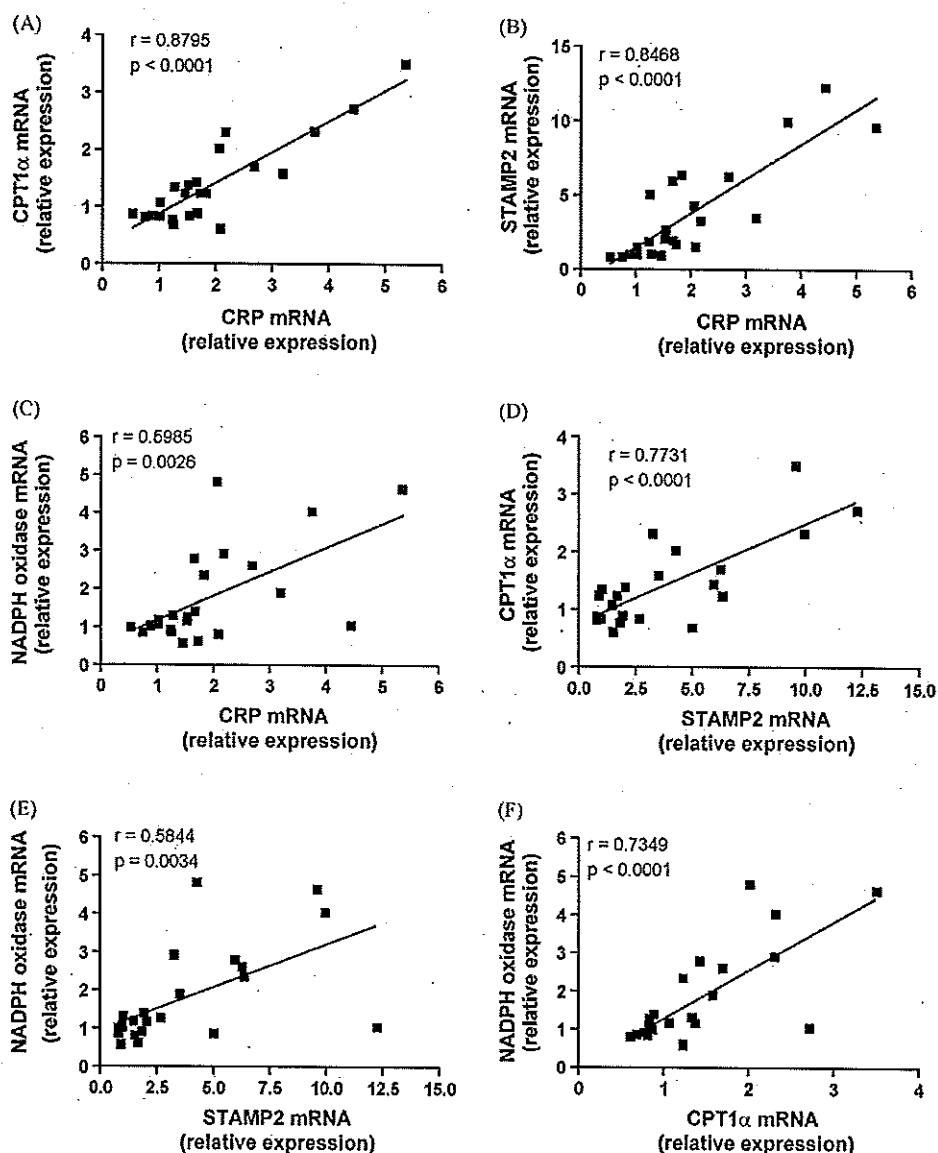 (A)
r = 0.8795
p < 0.0001
CPT1α mRNA
(relative expression)
4
3
2
1
0
0 1 2 3 4 5 6
CRP mRNA
(relative expression)
(B)
r = 0.8468
p < 0.0001
STAMP2 mRNA
(relative expression)
15
10
5
0
0 1 2 3 4 5 6
CRP mRNA
(relative expression)
(C)
r = 0.5985
p = 0.0026
NADPH oxidase mRNA
(relative expression)
6
5
4
3
2
1
0
0 1 2 3 4 5 6
CRP mRNA
(relative expression)
(D)
r = 0.7731
p < 0.0001
CPT1α mRNA
(relative expression)
4
3
2
1
0
0.0 2.5 5.0 7.5 10.0 12.5 15.0
STAMP2 mRNA
(relative expression)
(E)
r = 0.5844
p = 0.0034
NADPH oxidase mRNA
(relative expression)
6
5
4
3
2
1
0
0.0 2.5 5.0 7.5 10.0 12.5 15.0
STAMP2 mRNA
(relative expression)
(F)
r = 0.7349
p < 0.0001
NADPH oxidase mRNA
(relative expression)
6
5
4
3
2
1
0
0 1 2 3 4
CPT1α mRNA
(relative expression)